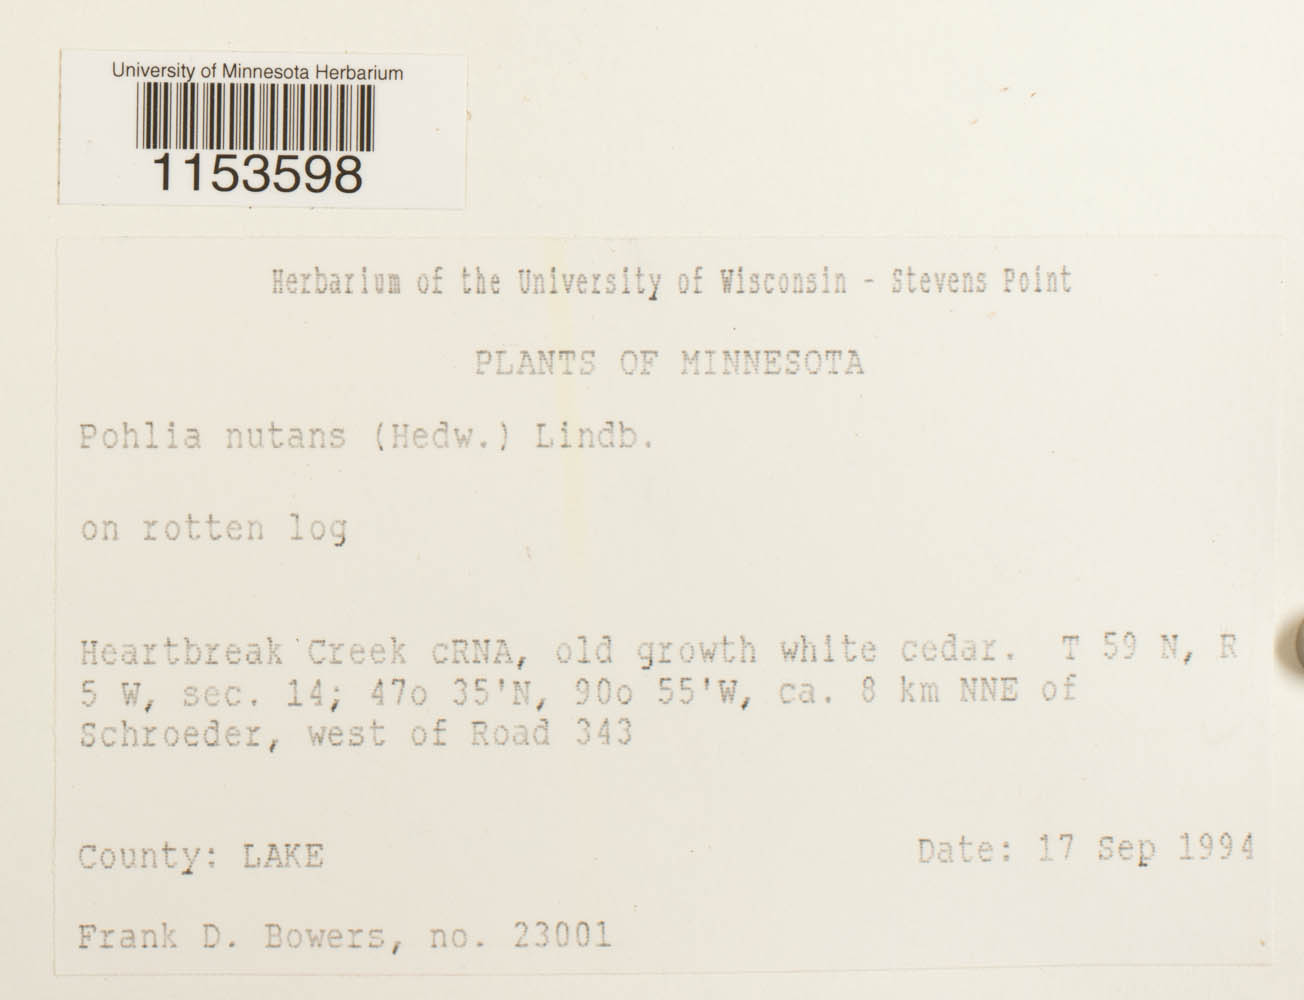 University of Minnesota Herbarium
1153598
Herbarium of the University of Wisconsin - Stevens Point
PLANTS OF MINNESOTA
Pohlia nutans (Hedw.) Lindb.
on rotten log
Heartbreak Creek cRNA, old growth white cedar. T 59 N, R
5 W, sec. 14; 47o 35'N, 90o 55'W, ca. 8 km NNE of
Schroeder, west of Road 343
County: LAKE Date: 17 Sep 1994
Frank D. Bowers, no. 23001